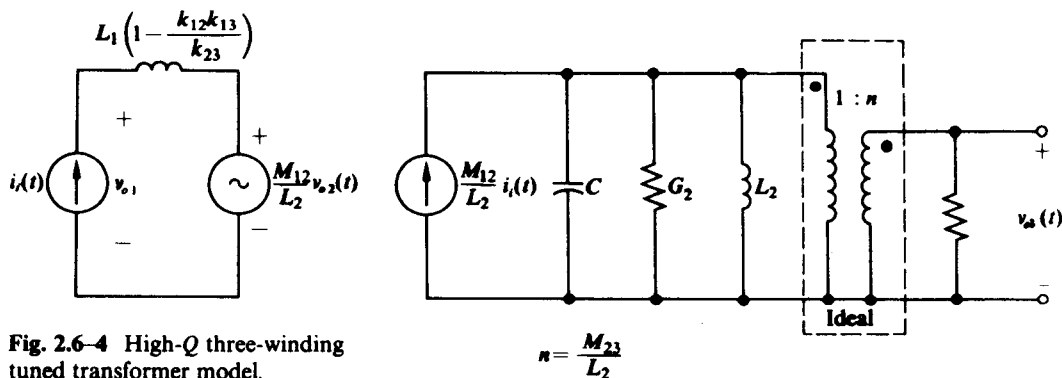 L₁(1 − k₁₂k₁₃/k₂₃)
+ + 1 : n
iᵢ(t) vₒ₁ ~ M₁₂/L₂ vₒ₂(t) M₁₂/L₂ iᵢ(t) C G₂ L₂ + vₒ₃(t)
− − −
Ideal
Fig. 2.6–4 High-Q three-winding
tuned transformer model.
n = M₂₃/L₂